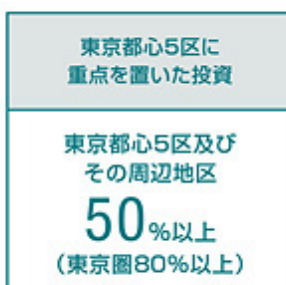 東京都心5区に
重点を置いた投資
東京都心5区及び
その周辺地区
50%以上
（東京圏80%以上）